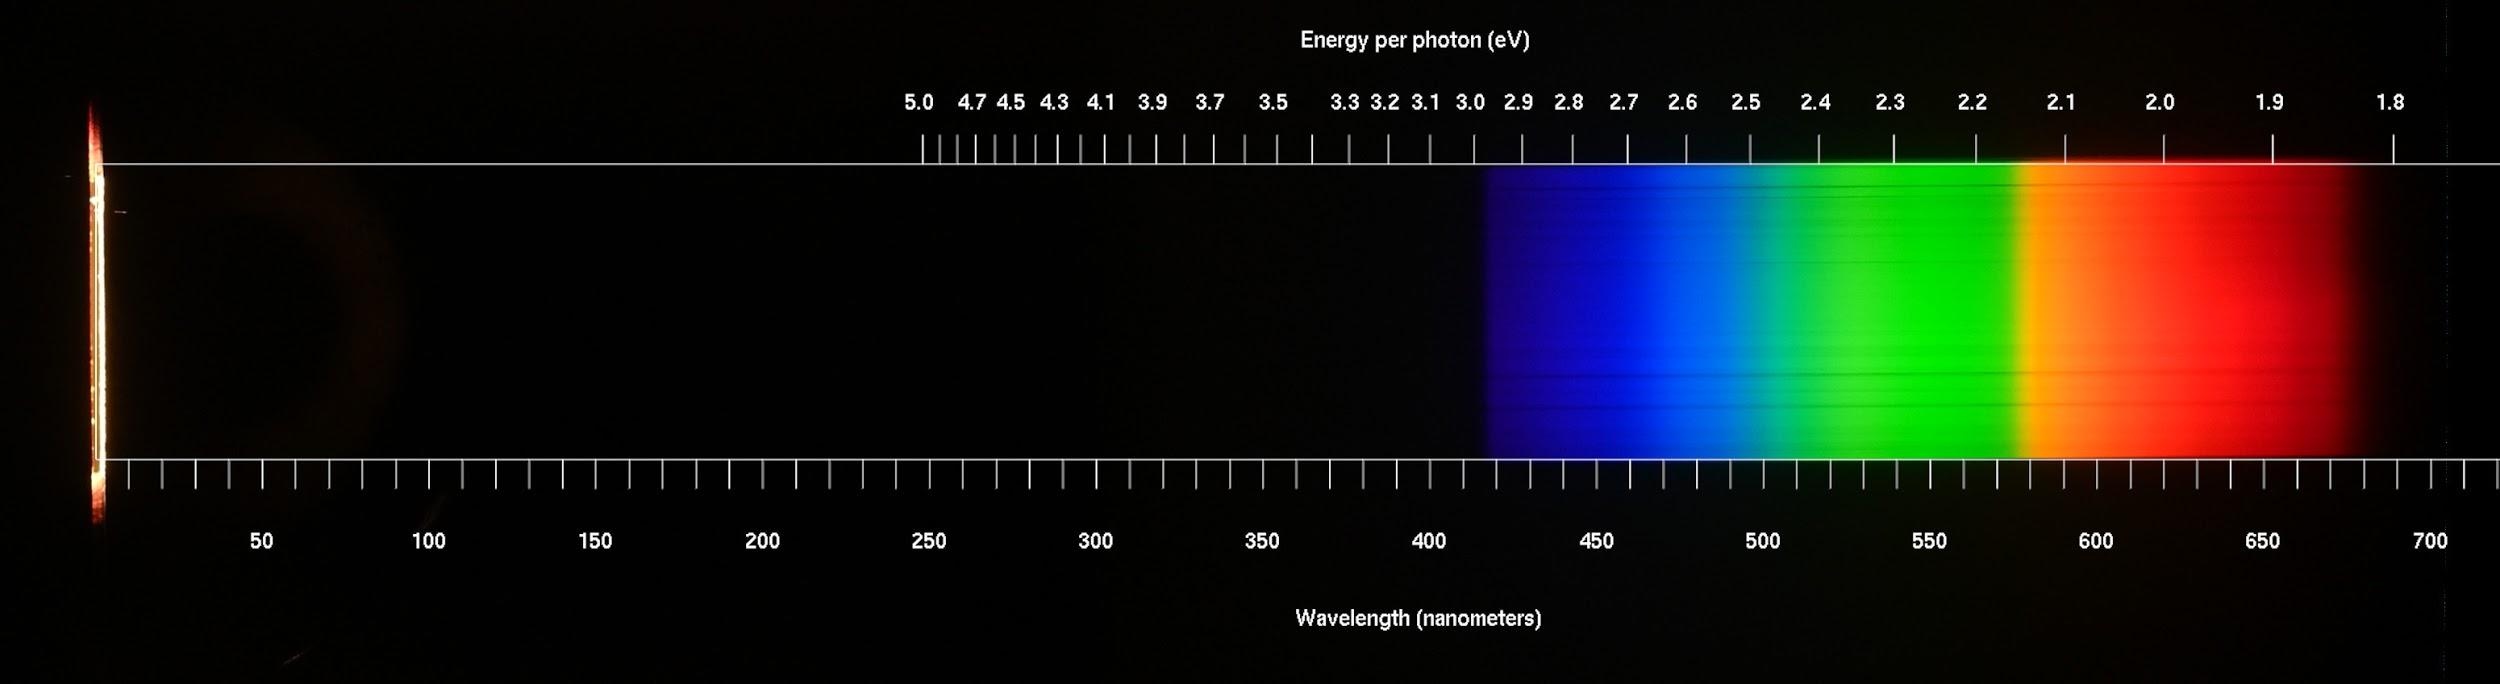 Energy per photon (eV)
5.0 4.7 4.5 4.3 4.1 3.9 3.7 3.5 3.3 3.2 3.1 3.0 2.9 2.8 2.7 2.6 2.5 2.4 2.3 2.2 2.1 2.0 1.9 1.8
50 100 150 200 250 300 350 400 450 500 550 600 650 700
Wavelength (nanometers)